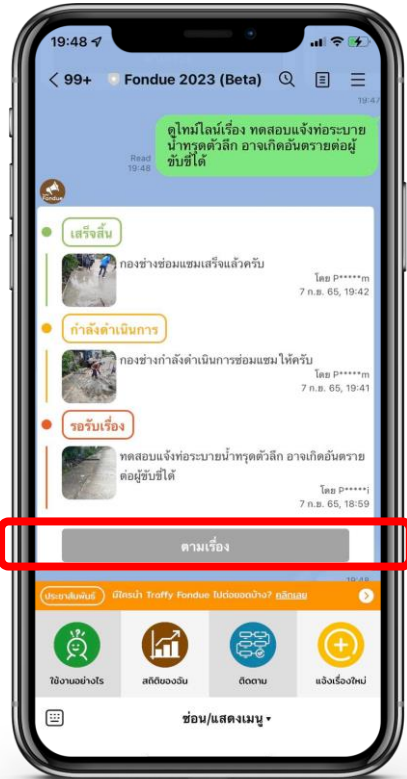 19:48
99+ Fondue 2023 (Beta)
19:47
ดูไทม์ไลน์เรื่อง ทดสอบแจ้งท่อระบาย
น้ำทรุดตัวลึก อาจเกิดอันตรายต่อผู้
ขับขี่ได้
Read
19:48
Fondue
เสร็จสิ้น
กองช่างซ่อมแซมเสร็จแล้วครับ
โดย P*****m
7 ก.ย. 65, 19:42
กำลังดำเนินการ
กองช่างกำลังดำเนินการซ่อมแซม ให้ครับ
โดย P*****m
7 ก.ย. 65, 19:41
รอรับเรื่อง
ทดสอบแจ้งท่อระบายน้ำทรุดตัวลึก อาจเกิดอันตราย
ต่อผู้ขับขี่ได้
โดย P*****i
7 ก.ย. 65, 18:59
ตามเรื่อง
19:48
ประชาสัมพันธ์ มีใครนำ Traffy Fondue ไปต่อยอดบ้าง? คลิกเลย
ใช้งานอย่างไร สถิติของฉัน ติดตาม แจ้งเรื่องใหม่
ซ่อน/แสดงเมนู